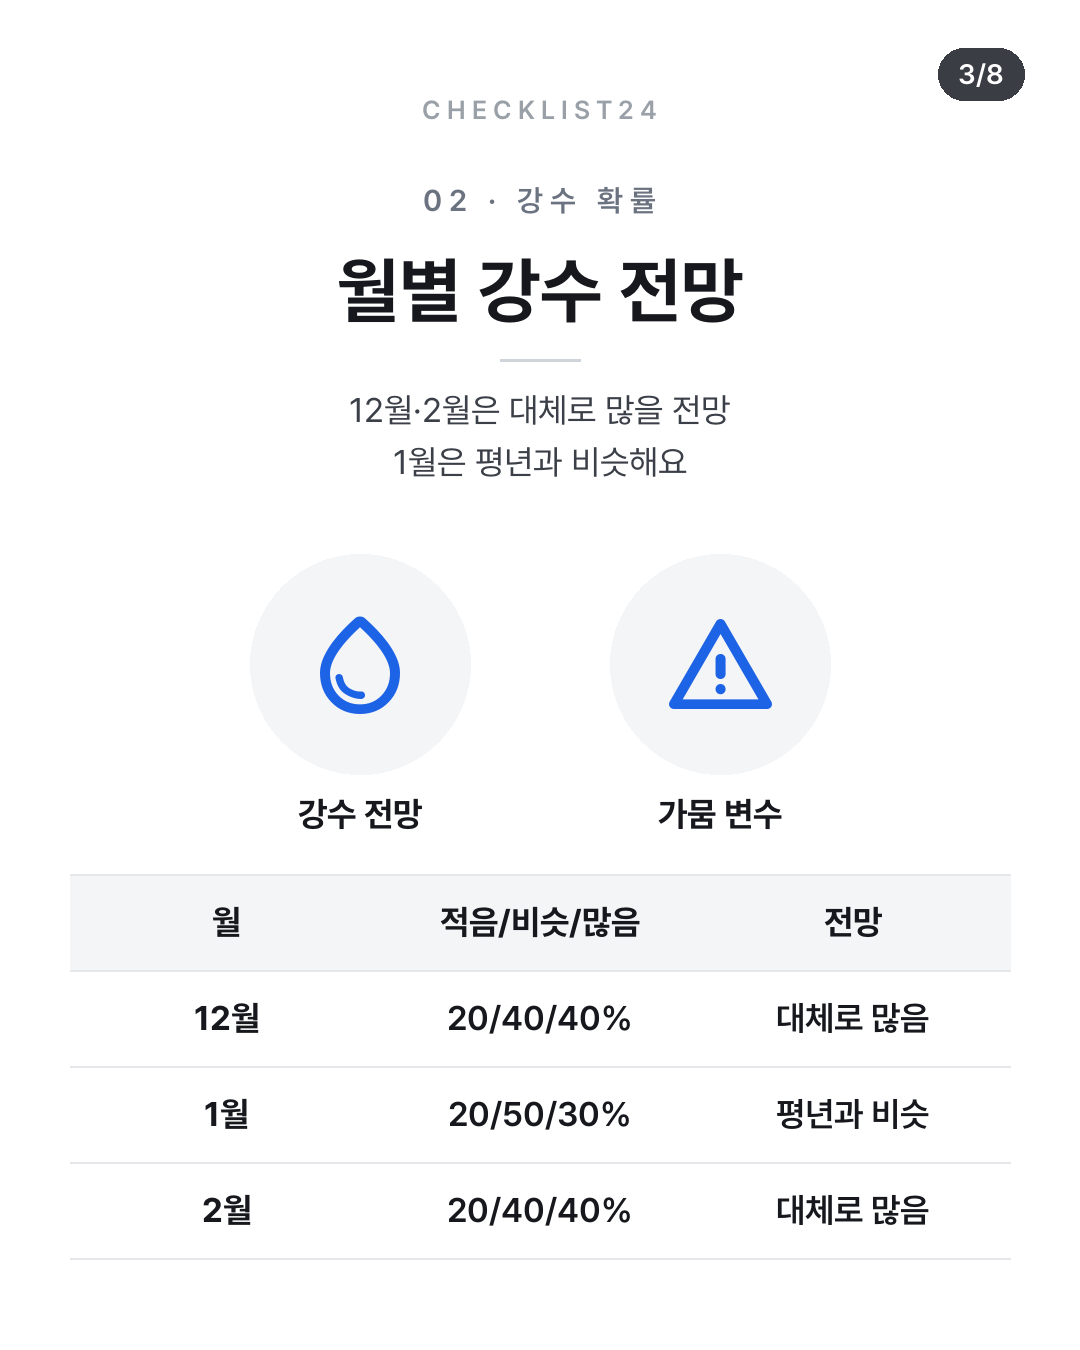 3/8
CHECKLIST24
02 · 강수 확률
월별 강수 전망
12월·2월은 대체로 많을 전망
1월은 평년과 비슷해요
강수 전망
가뭄 변수
월 적음/비슷/많음 전망
12월 20/40/40% 대체로 많음
1월 20/50/30% 평년과 비슷
2월 20/40/40% 대체로 많음